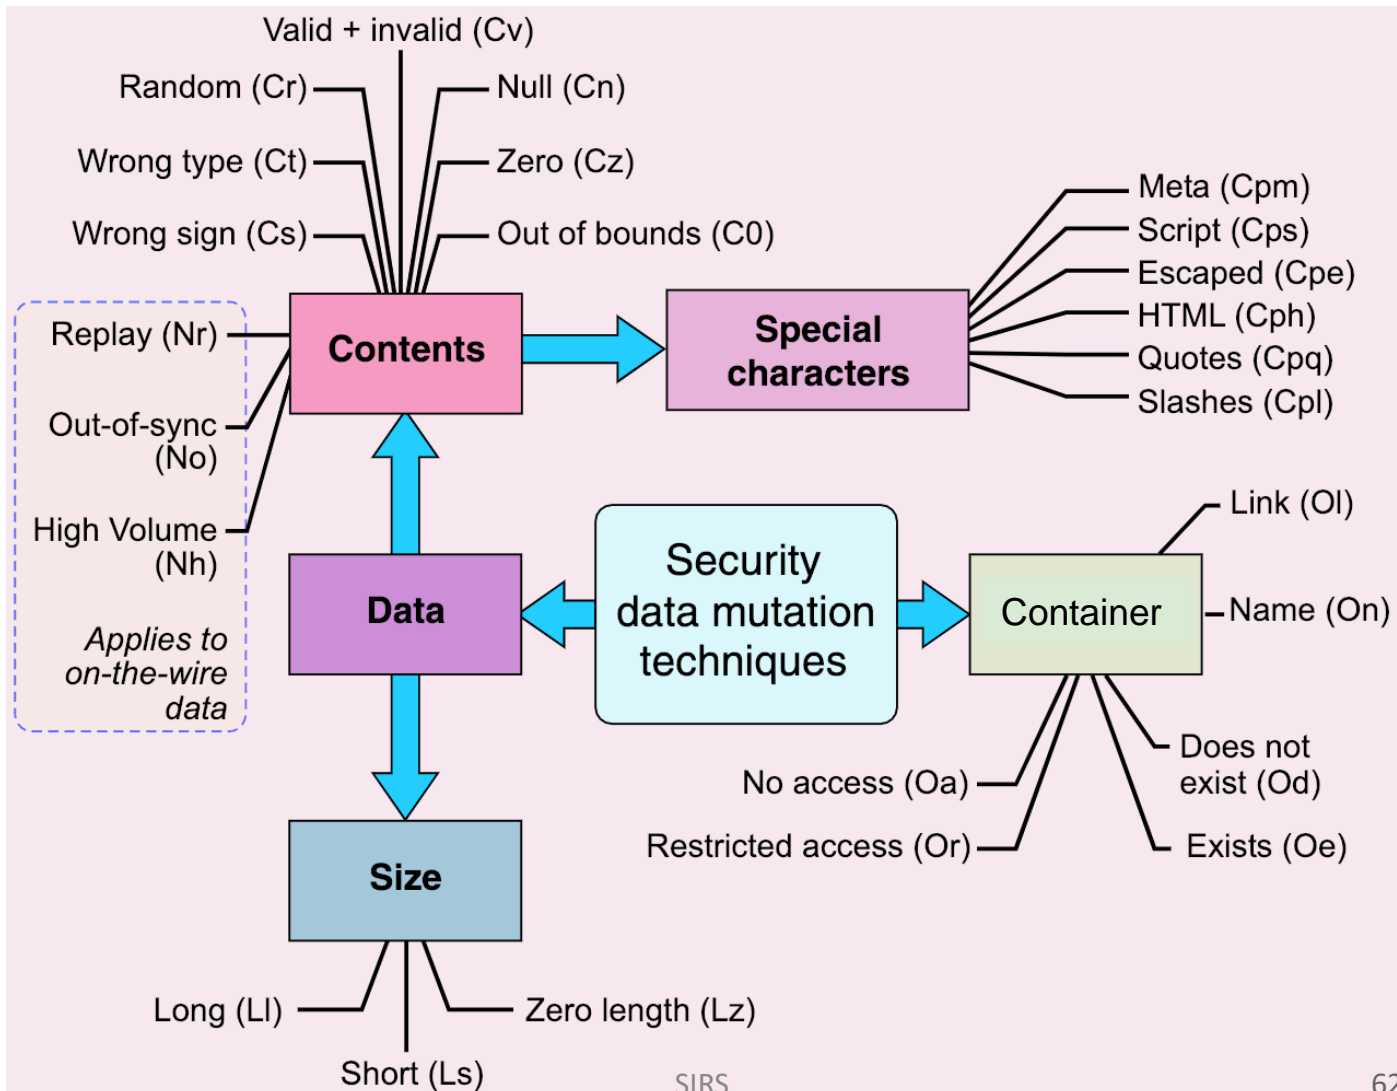 Valid + invalid (Cv)
Random (Cr)
Null (Cn)
Wrong type (Ct)
Zero (Cz)
Wrong sign (Cs)
Out of bounds (C0)
Meta (Cpm)
Script (Cps)
Escaped (Cpe)
HTML (Cph)
Quotes (Cpq)
Slashes (Cpl)
Replay (Nr)
Contents
Special
characters
Out-of-sync
(No)
High Volume
(Nh)
Applies to
on-the-wire
data
Data
Security
data mutation
techniques
Container
Link (Ol)
Name (On)
No access (Oa)
Does not
exist (Od)
Restricted access (Or)
Exists (Oe)
Size
Long (Ll)
Zero length (Lz)
Short (Ls)
SIRS
62